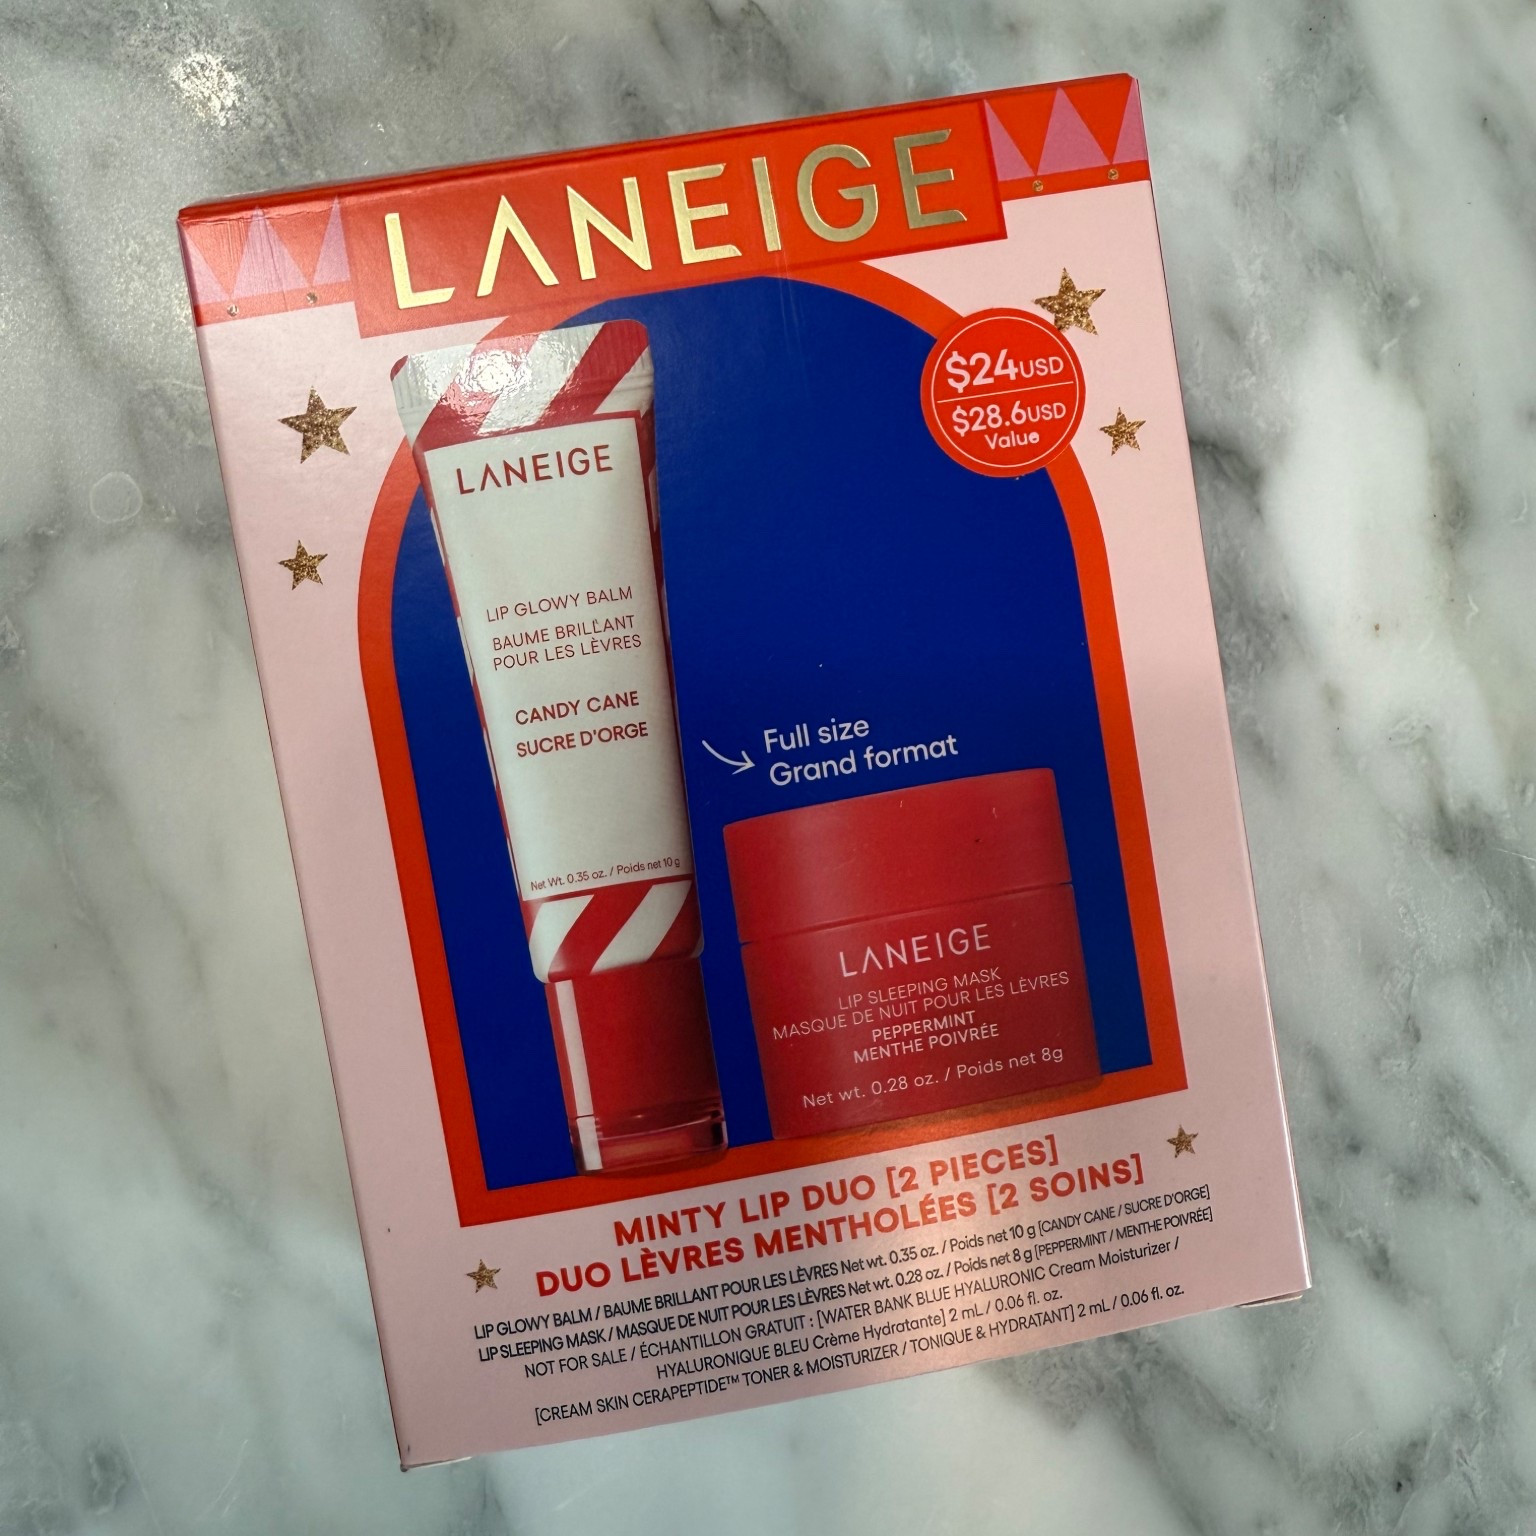 LANEIGE
$24USD
$28.6USD
Value
LANEIGE
LIP GLOWY BALM
BAUME BRILLANT
POUR LES LÈVRES
CANDY CANE
SUCRE D'ORGE
Net Wt. 0.35 oz. / Poids net 10 g
Full size
Grand format
LANEIGE
LIP SLEEPING MASK
MASQUE DE NUIT POUR LES LÈVRES
PEPPERMINT
MENTHE POIVRÉE
Net wt. 0.28 oz. / Poids net 8g
MINTY LIP DUO [2 PIECES]
DUO LÈVRES MENTHOLÉES [2 SOINS]
LIP GLOWY BALM / BAUME BRILLANT POUR LES LÈVRES Net wt. 0.35 oz. / Poids net 10 g [CANDY CANE / SUCRE D'ORGE]
LIP SLEEPING MASK / MASQUE DE NUIT POUR LES LÈVRES Net wt. 0.28 oz. / Poids net 8 g [PEPPERMINT / MENTHE POIVRÉE]
NOT FOR SALE / ÉCHANTILLON GRATUIT : [WATER BANK BLUE HYALURONIC Cream Moisturizer /
HYALURONIQUE BLEU Crème Hydratante] 2 mL / 0.06 fl. oz.
[CREAM SKIN CERAPEPTIDE™ TONER & MOISTURIZER / TONIQUE & HYDRATANT] 2 mL / 0.06 fl. oz.